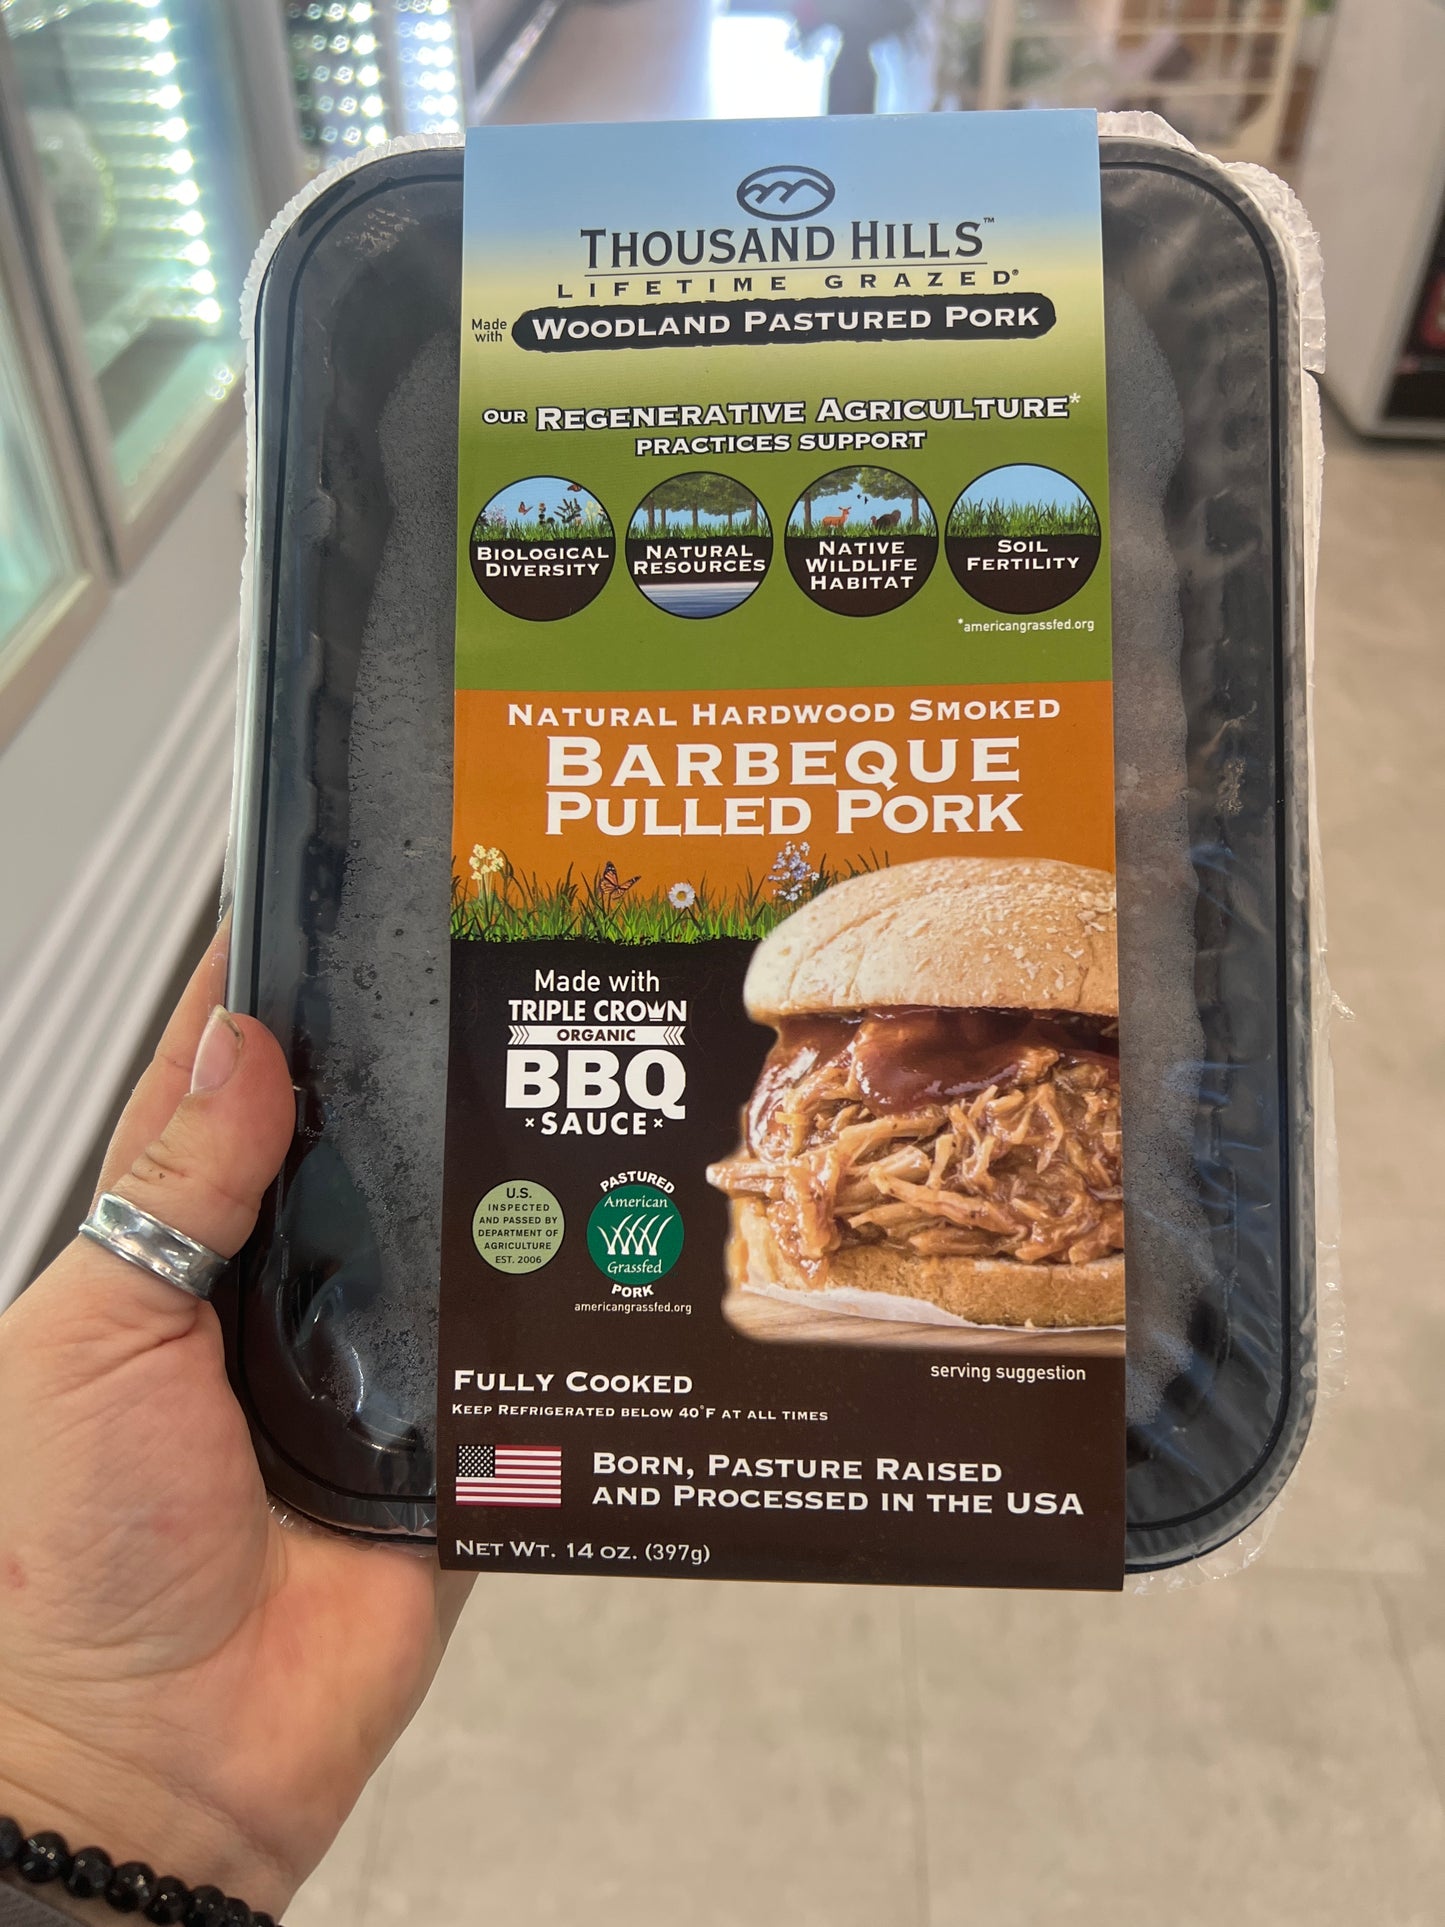 THOUSAND HILLS™
LIFETIME GRAZED®
Made with WOODLAND PASTURED PORK
OUR REGENERATIVE AGRICULTURE*
PRACTICES SUPPORT
BIOLOGICAL DIVERSITY
NATURAL RESOURCES
NATIVE WILDLIFE HABITAT
SOIL FERTILITY
*americangrassfed.org
NATURAL HARDWOOD SMOKED
BARBEQUE
PULLED PORK
Made with
TRIPLE CROWN
ORGANIC
BBQ
SAUCE
U.S.
INSPECTED
AND PASSED BY
DEPARTMENT OF
AGRICULTURE
EST. 2006
PASTURED
American
Grassfed
PORK
americangrassfed.org
serving suggestion
FULLY COOKED
KEEP REFRIGERATED BELOW 40°F AT ALL TIMES
BORN, PASTURE RAISED
AND PROCESSED IN THE USA
NET WT. 14 OZ. (397g)